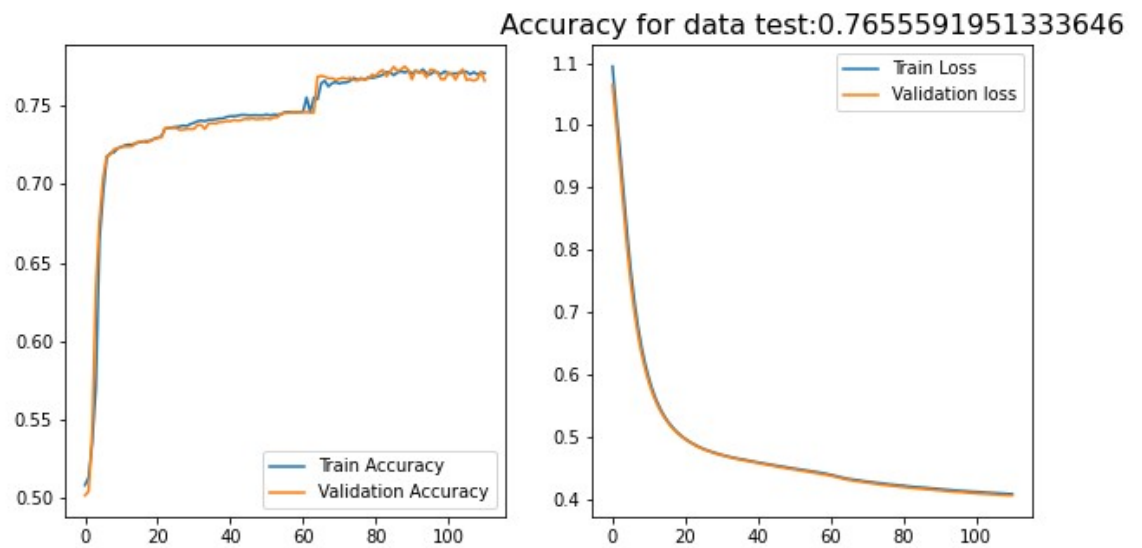 Accuracy for data test:0.7655591951333646
0.75
0.70
0.65
0.60
0.55
0.50
Train Accuracy
Validation Accuracy
0 20 40 60 80 100
1.1
1.0
0.9
0.8
0.7
0.6
0.5
0.4
Train Loss
Validation loss
0 20 40 60 80 100